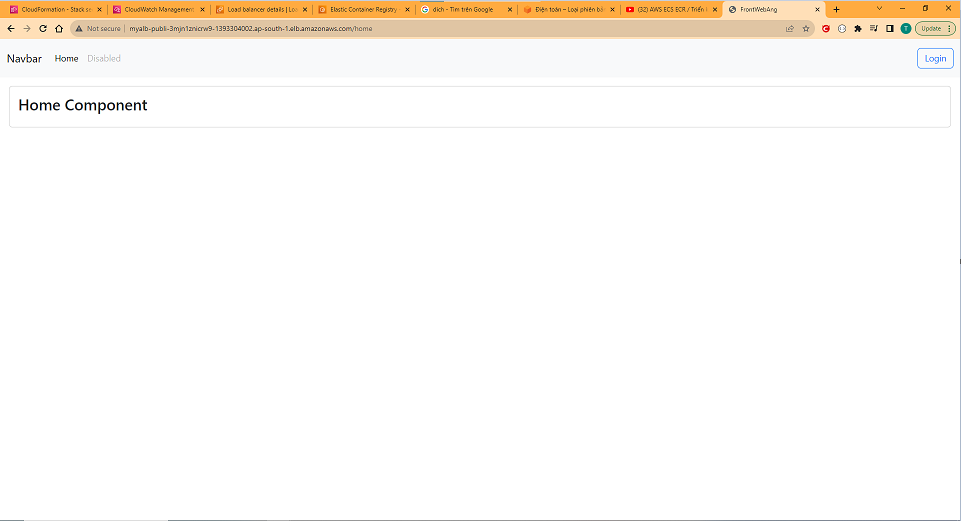 CloudFormation - Stack se
CloudWatch Management
Load balancer details | Loa
Elastic Container Registry
dich - Tìm trên Google
Điện toán – Loại phiên bả
(32) AWS ECS ECR / Triển
FrontWebAng
Not secure
myalb-publi-3mjn1znicrw9-1393304002.ap-south-1.elb.amazonaws.com/home
T
Update
Navbar
Home
Disabled
Login
Home Component